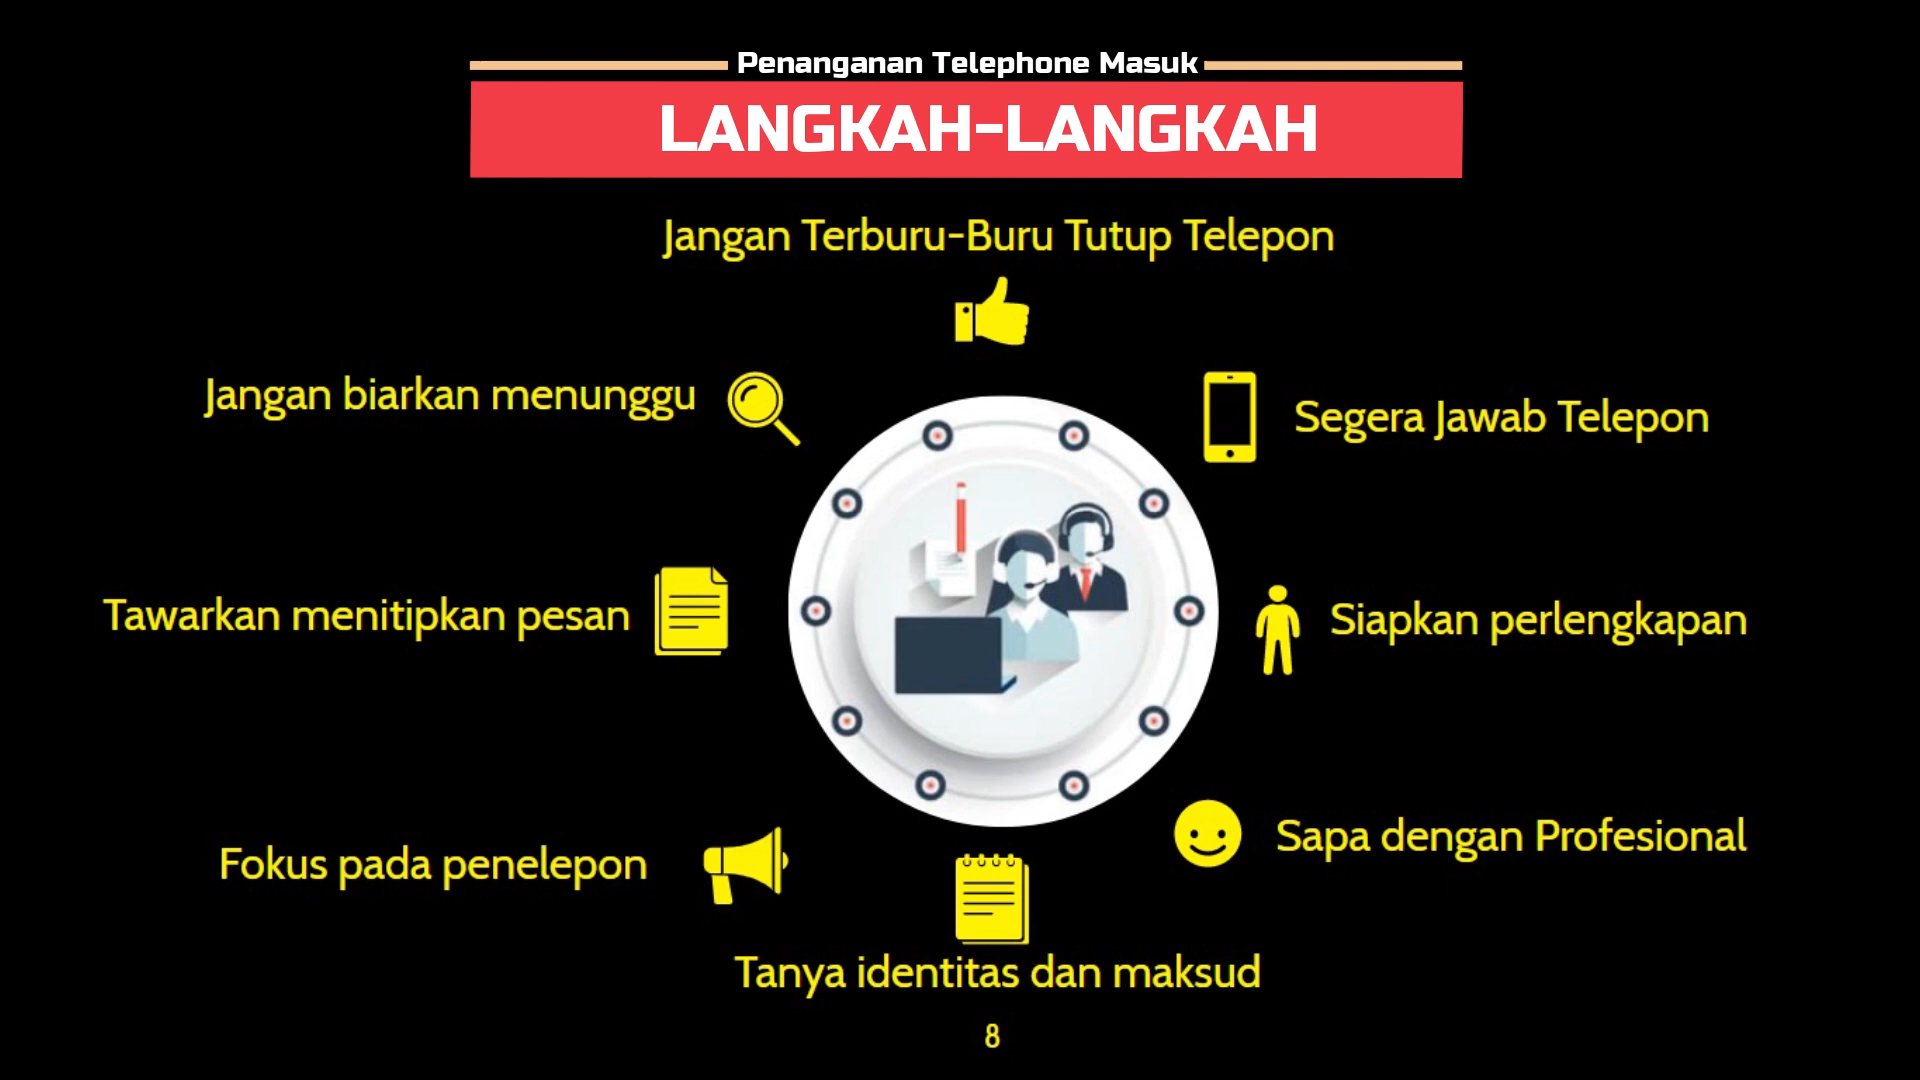 Penanganan Telephone Masuk
LANGKAH-LANGKAH
Jangan Terburu-Buru Tutup Telepon
Jangan biarkan menunggu
Segera Jawab Telepon
Tawarkan menitipkan pesan
Siapkan perlengkapan
Fokus pada penelepon
Sapa dengan Profesional
Tanya identitas dan maksud
8